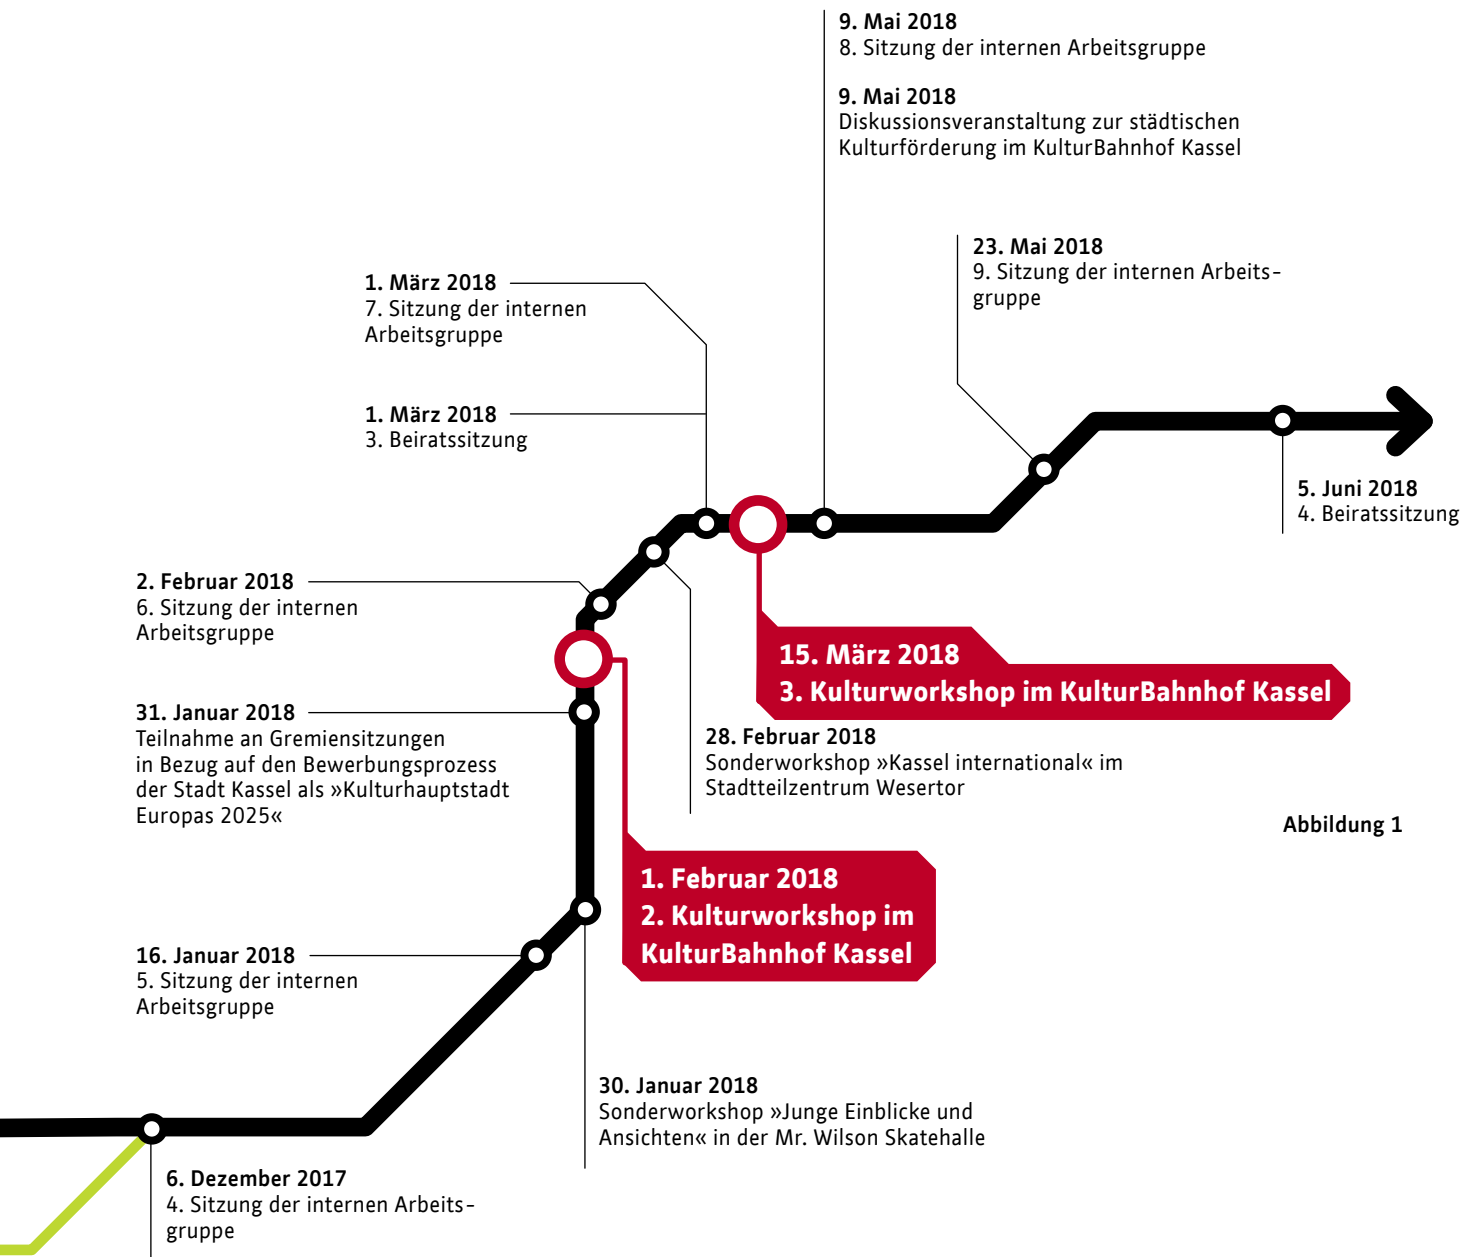 9. Mai 2018
8. Sitzung der internen Arbeitsgruppe
9. Mai 2018
Diskussionsveranstaltung zur städtischen
Kulturförderung im KulturBahnhof Kassel
23. Mai 2018
9. Sitzung der internen Arbeits-
gruppe
1. März 2018
7. Sitzung der internen
Arbeitsgruppe
1. März 2018
3. Beiratssitzung
5. Juni 2018
4. Beiratssitzung
2. Februar 2018
6. Sitzung der internen
Arbeitsgruppe
15. März 2018
3. Kulturworkshop im KulturBahnhof Kassel
31. Januar 2018
Teilnahme an Gremiensitzungen
in Bezug auf den Bewerbungsprozess
der Stadt Kassel als »Kulturhauptstadt
Europas 2025«
28. Februar 2018
Sonderworkshop »Kassel international« im
Stadtteilzentrum Wesertor
Abbildung 1
1. Februar 2018
2. Kulturworkshop im
KulturBahnhof Kassel
16. Januar 2018
5. Sitzung der internen
Arbeitsgruppe
30. Januar 2018
Sonderworkshop »Junge Einblicke und
Ansichten« in der Mr. Wilson Skatehalle
6. Dezember 2017
4. Sitzung der internen Arbeits-
gruppe